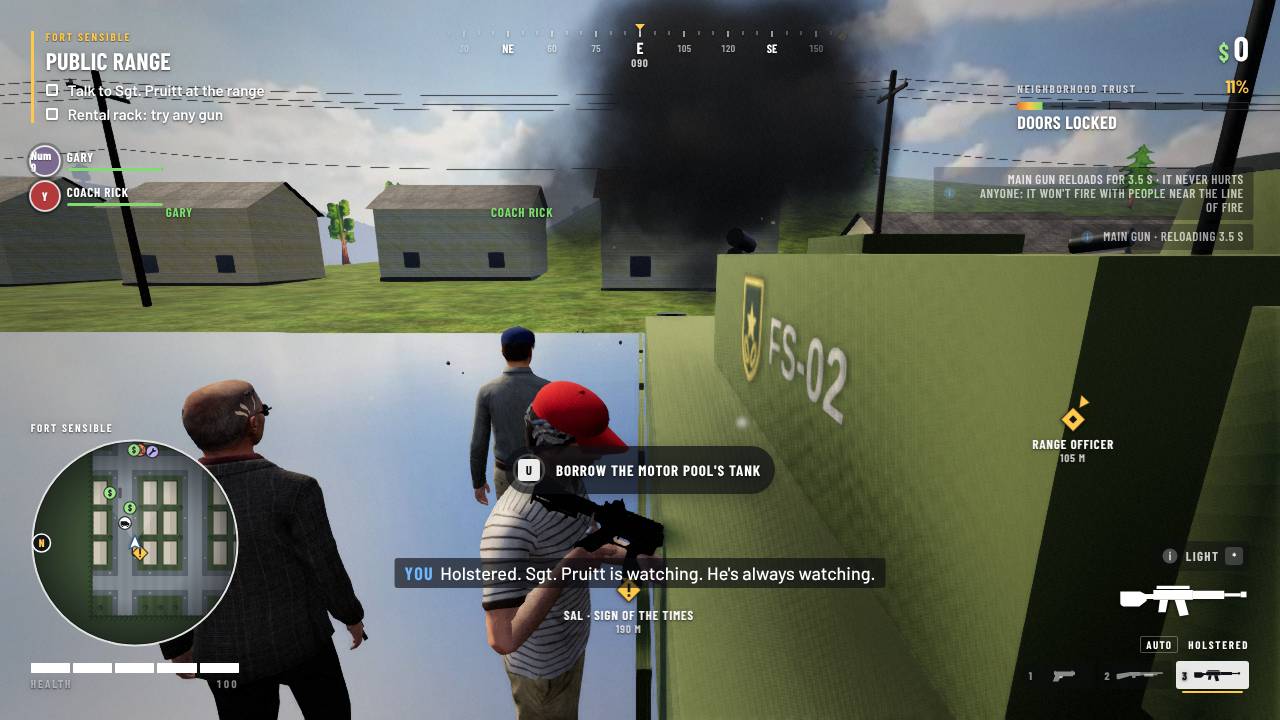 FORT SENSIBLE
PUBLIC RANGE
Talk to Sgt. Pruitt at the range
Rental rack: try any gun
Num 9
GARY
Y
COACH RICK
30 NE 60 75 E 105 120 SE 150
090
$0
NEIGHBORHOOD TRUST 11%
DOORS LOCKED
MAIN GUN RELOADS FOR 3.5 S · IT NEVER HURTS
ANYONE: IT WON'T FIRE WITH PEOPLE NEAR THE LINE
OF FIRE
MAIN GUN · RELOADING 3.5 S
GARY
COACH RICK
FS-02
RANGE OFFICER
105 M
U BORROW THE MOTOR POOL'S TANK
YOU Holstered. Sgt. Pruitt is watching. He's always watching.
SAL · SIGN OF THE TIMES
190 M
FORT SENSIBLE
N
HEALTH 100
LIGHT
AUTO HOLSTERED
1 2 3